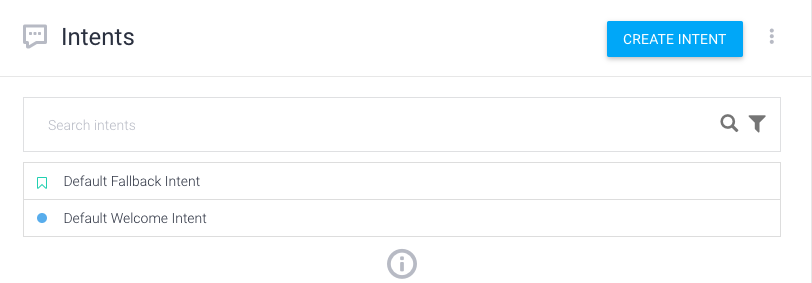 Intents
CREATE INTENT
Search intents
Default Fallback Intent
Default Welcome Intent